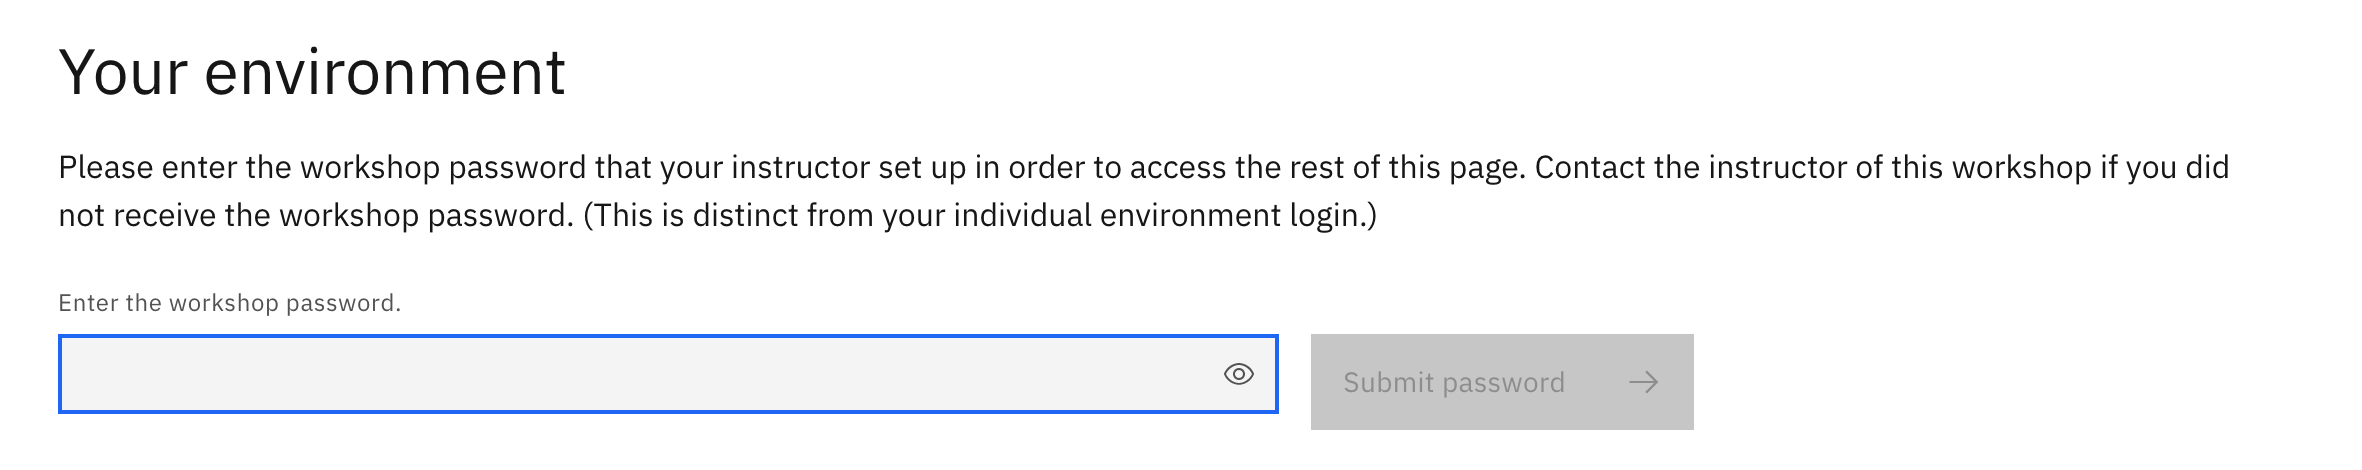 Your environment
Please enter the workshop password that your instructor set up in order to access the rest of this page. Contact the instructor of this workshop if you did
not receive the workshop password. (This is distinct from your individual environment login.)
Enter the workshop password.
Submit password